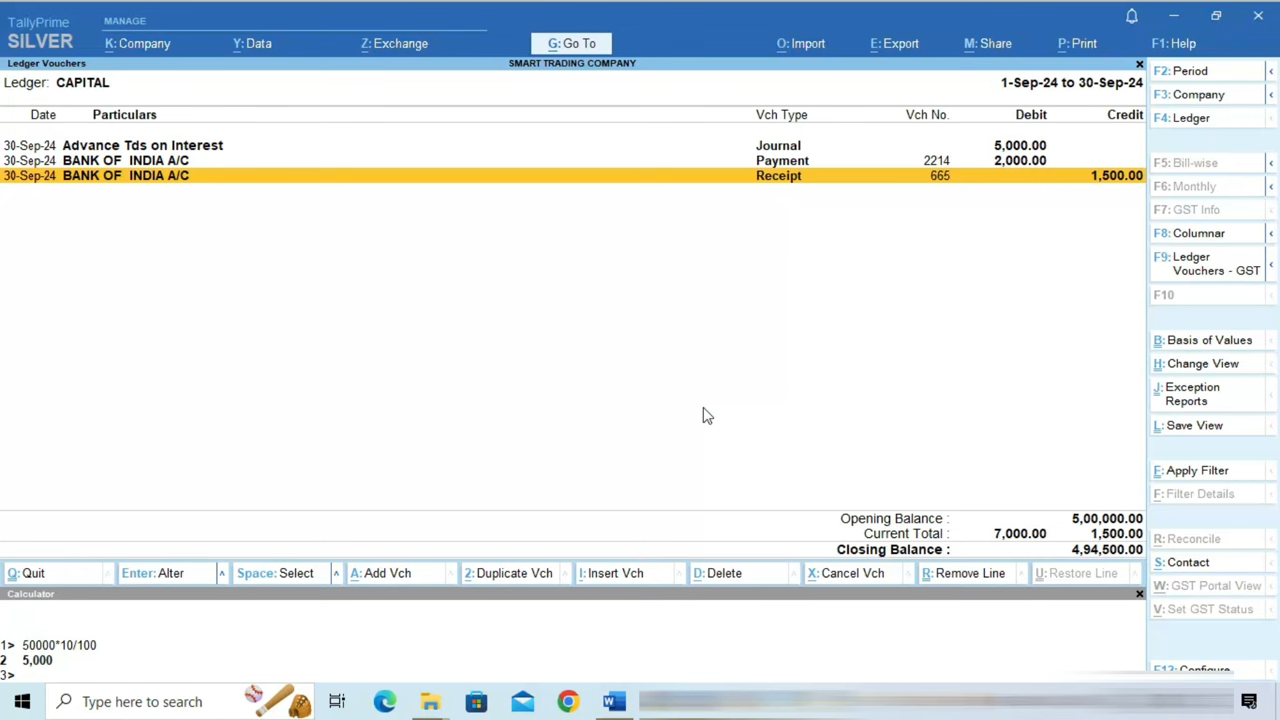 TallyPrime
SILVER
MANAGE
K: Company
Y: Data
Z: Exchange
G: Go To
O: Import
E: Export
M: Share
P: Print
F1: Help
Ledger Vouchers
SMART TRADING COMPANY
Ledger: CAPITAL
1-Sep-24 to 30-Sep-24
Date Particulars Vch Type Vch No. Debit Credit
30-Sep-24 Advance Tds on Interest Journal 5,000.00
30-Sep-24 BANK OF INDIA A/C Payment 2214 2,000.00
30-Sep-24 BANK OF INDIA A/C Receipt 665 1,500.00
Opening Balance : 5,00,000.00
Current Total : 7,000.00 1,500.00
Closing Balance : 4,94,500.00
Q: Quit
Enter: Alter
Space: Select
A: Add Vch
2: Duplicate Vch
I: Insert Vch
D: Delete
X: Cancel Vch
R: Remove Line
U: Restore Line
Calculator
1> 50000*10/100
2 5,000
3>
F2: Period
F3: Company
F4: Ledger
F5: Bill-wise
F6: Monthly
F7: GST Info
F8: Columnar
F9: Ledger
Vouchers - GST
F10
B: Basis of Values
H: Change View
J: Exception
Reports
L: Save View
E: Apply Filter
F: Filter Details
R: Reconcile
S: Contact
W: GST Portal View
V: Set GST Status
F12: Configure
Type here to search